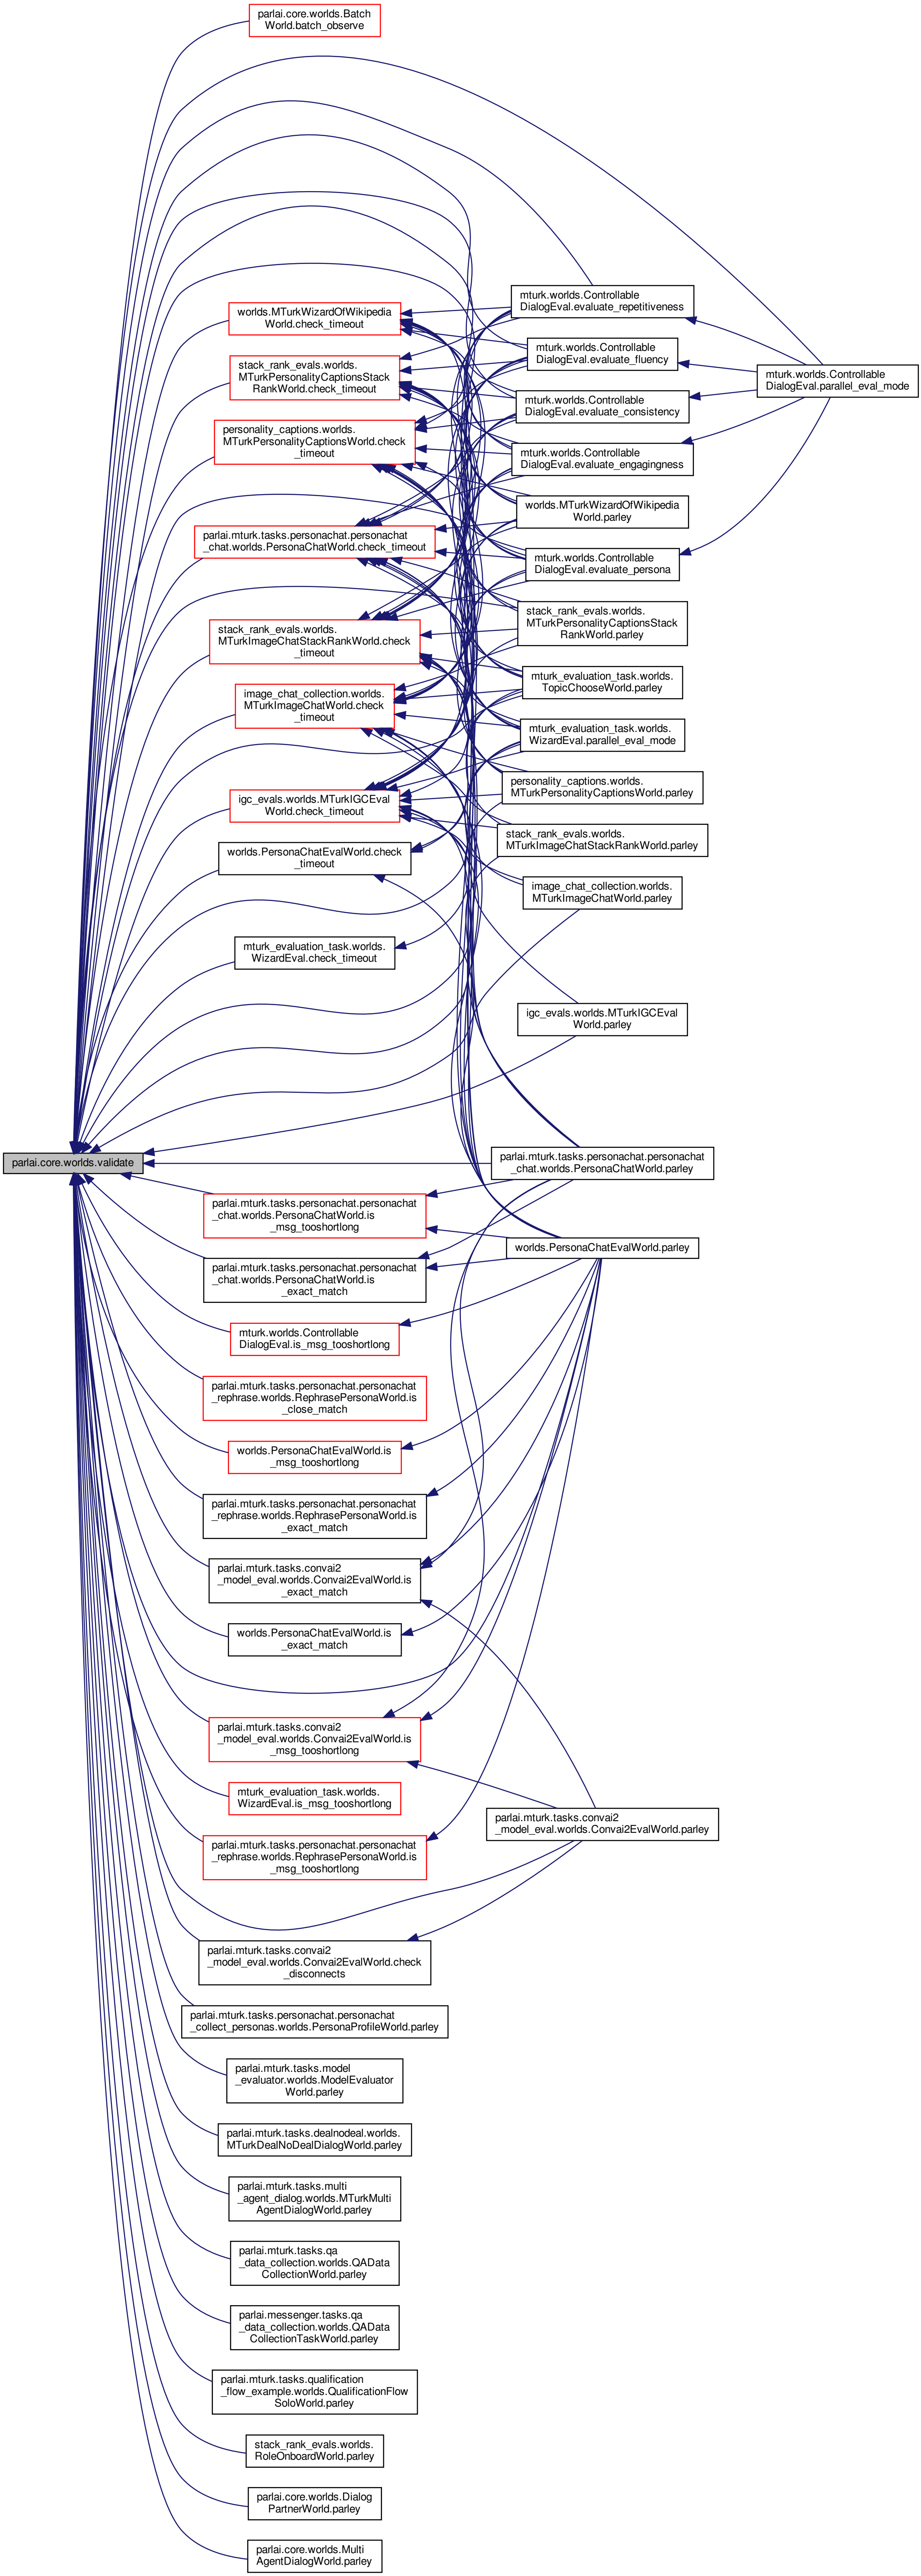 parlai.core.worlds.Batch
World.batch_observe
worlds.MTurkWizardOfWikipedia
World.check_timeout
stack_rank_evals.worlds.
MTurkPersonalityCaptionsStack
RankWorld.check_timeout
personality_captions.worlds.
MTurkPersonalityCaptionsWorld.check
_timeout
parlai.mturk.tasks.personachat.personachat
_chat.worlds.PersonaChatWorld.check_timeout
stack_rank_evals.worlds.
MTurkImageChatStackRankWorld.check
_timeout
image_chat_collection.worlds.
MTurkImageChatWorld.check
_timeout
igc_evals.worlds.MTurkIGCEval
World.check_timeout
worlds.PersonaChatEvalWorld.check
_timeout
mturk_evaluation_task.worlds.
WizardEval.check_timeout
mturk.worlds.Controllable
DialogEval.evaluate_repetitiveness
mturk.worlds.Controllable
DialogEval.evaluate_fluency
mturk.worlds.Controllable
DialogEval.evaluate_consistency
mturk.worlds.Controllable
DialogEval.evaluate_engagingness
worlds.MTurkWizardOfWikipedia
World.parley
mturk.worlds.Controllable
DialogEval.evaluate_persona
stack_rank_evals.worlds.
MTurkPersonalityCaptionsStack
RankWorld.parley
mturk_evaluation_task.worlds.
TopicChooseWorld.parley
mturk_evaluation_task.worlds.
WizardEval.parallel_eval_mode
personality_captions.worlds.
MTurkPersonalityCaptionsWorld.parley
stack_rank_evals.worlds.
MTurkImageChatStackRankWorld.parley
image_chat_collection.worlds.
MTurkImageChatWorld.parley
igc_evals.worlds.MTurkIGCEval
World.parley
mturk.worlds.Controllable
DialogEval.parallel_eval_mode
parlai.core.worlds.validate
parlai.mturk.tasks.personachat.personachat
_chat.worlds.PersonaChatWorld.parley
parlai.mturk.tasks.personachat.personachat
_chat.worlds.PersonaChatWorld.is
_msg_tooshortlong
worlds.PersonaChatEvalWorld.parley
parlai.mturk.tasks.personachat.personachat
_chat.worlds.PersonaChatWorld.is
_exact_match
mturk.worlds.Controllable
DialogEval.is_msg_tooshortlong
parlai.mturk.tasks.personachat.personachat
_rephrase.worlds.RephrasePersonaWorld.is
_close_match
worlds.PersonaChatEvalWorld.is
_msg_tooshortlong
parlai.mturk.tasks.personachat.personachat
_rephrase.worlds.RephrasePersonaWorld.is
_exact_match
parlai.mturk.tasks.convai2
_model_eval.worlds.Convai2EvalWorld.is
_exact_match
worlds.PersonaChatEvalWorld.is
_exact_match
parlai.mturk.tasks.convai2
_model_eval.worlds.Convai2EvalWorld.is
_msg_tooshortlong
mturk_evaluation_task.worlds.
WizardEval.is_msg_tooshortlong
parlai.mturk.tasks.convai2
_model_eval.worlds.Convai2EvalWorld.parley
parlai.mturk.tasks.personachat.personachat
_rephrase.worlds.RephrasePersonaWorld.is
_msg_tooshortlong
parlai.mturk.tasks.convai2
_model_eval.worlds.Convai2EvalWorld.check
_disconnects
parlai.mturk.tasks.personachat.personachat
_collect_personas.worlds.PersonaProfileWorld.parley
parlai.mturk.tasks.model
_evaluator.worlds.ModelEvaluator
World.parley
parlai.mturk.tasks.dealnodeal.worlds.
MTurkDealNoDealDialogWorld.parley
parlai.mturk.tasks.multi
_agent_dialog.worlds.MTurkMulti
AgentDialogWorld.parley
parlai.mturk.tasks.qa
_data_collection.worlds.QAData
CollectionWorld.parley
parlai.messenger.tasks.qa
_data_collection.worlds.QAData
CollectionTaskWorld.parley
parlai.mturk.tasks.qualification
_flow_example.worlds.QualificationFlow
SoloWorld.parley
stack_rank_evals.worlds.
RoleOnboardWorld.parley
parlai.core.worlds.Dialog
PartnerWorld.parley
parlai.core.worlds.Multi
AgentDialogWorld.parley